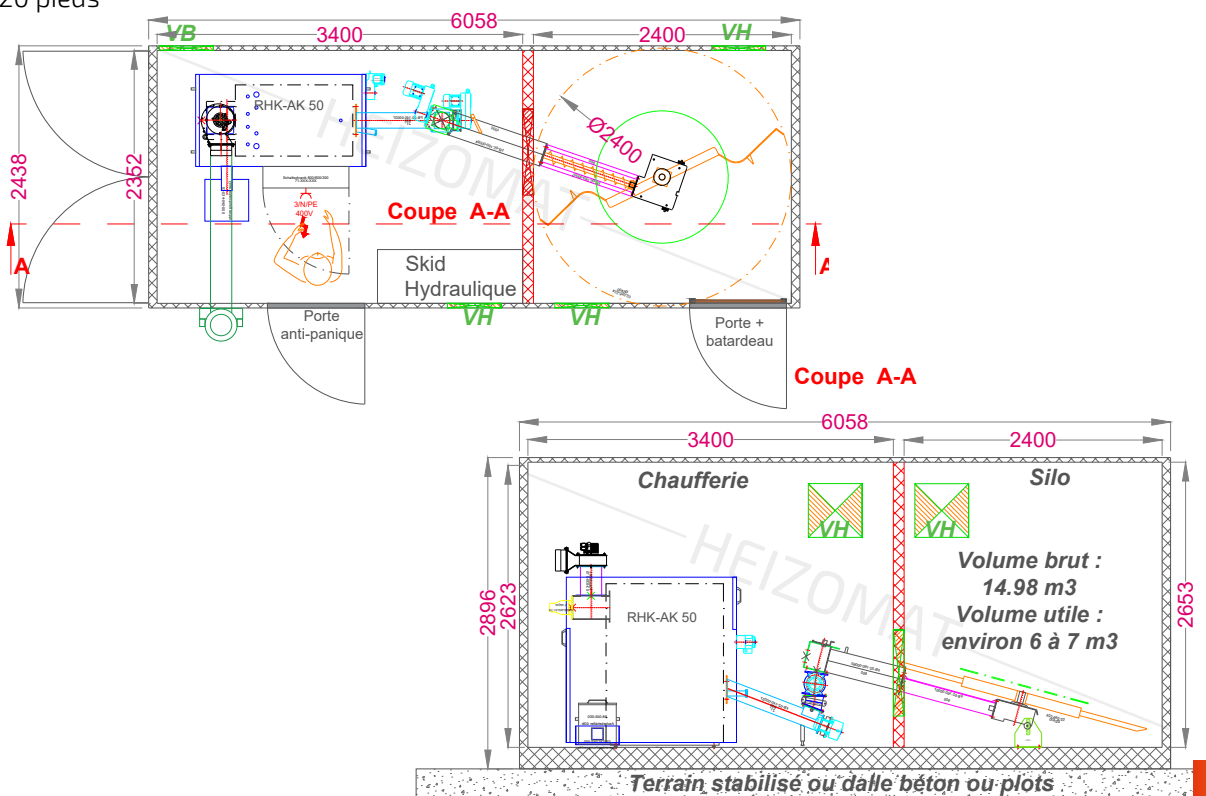 20 pieds
6058
VB
3400
2400
VH
RHK-AK 50
Ø2400
HEIZOMAT
2438
2352
3/N/PE
400V
Coupe A-A
A
A
Skid
Hydraulique
VH
VH
Porte
anti-panique
Porte +
batardeau
Coupe A-A
6058
3400
2400
Chaufferie
Silo
VH
VH
HEIZOMAT
Volume brut :
14.98 m3
Volume utile :
environ 6 à 7 m3
2896
2623
2653
RHK-AK 50
Terrain stabilisé ou dalle béton ou plots